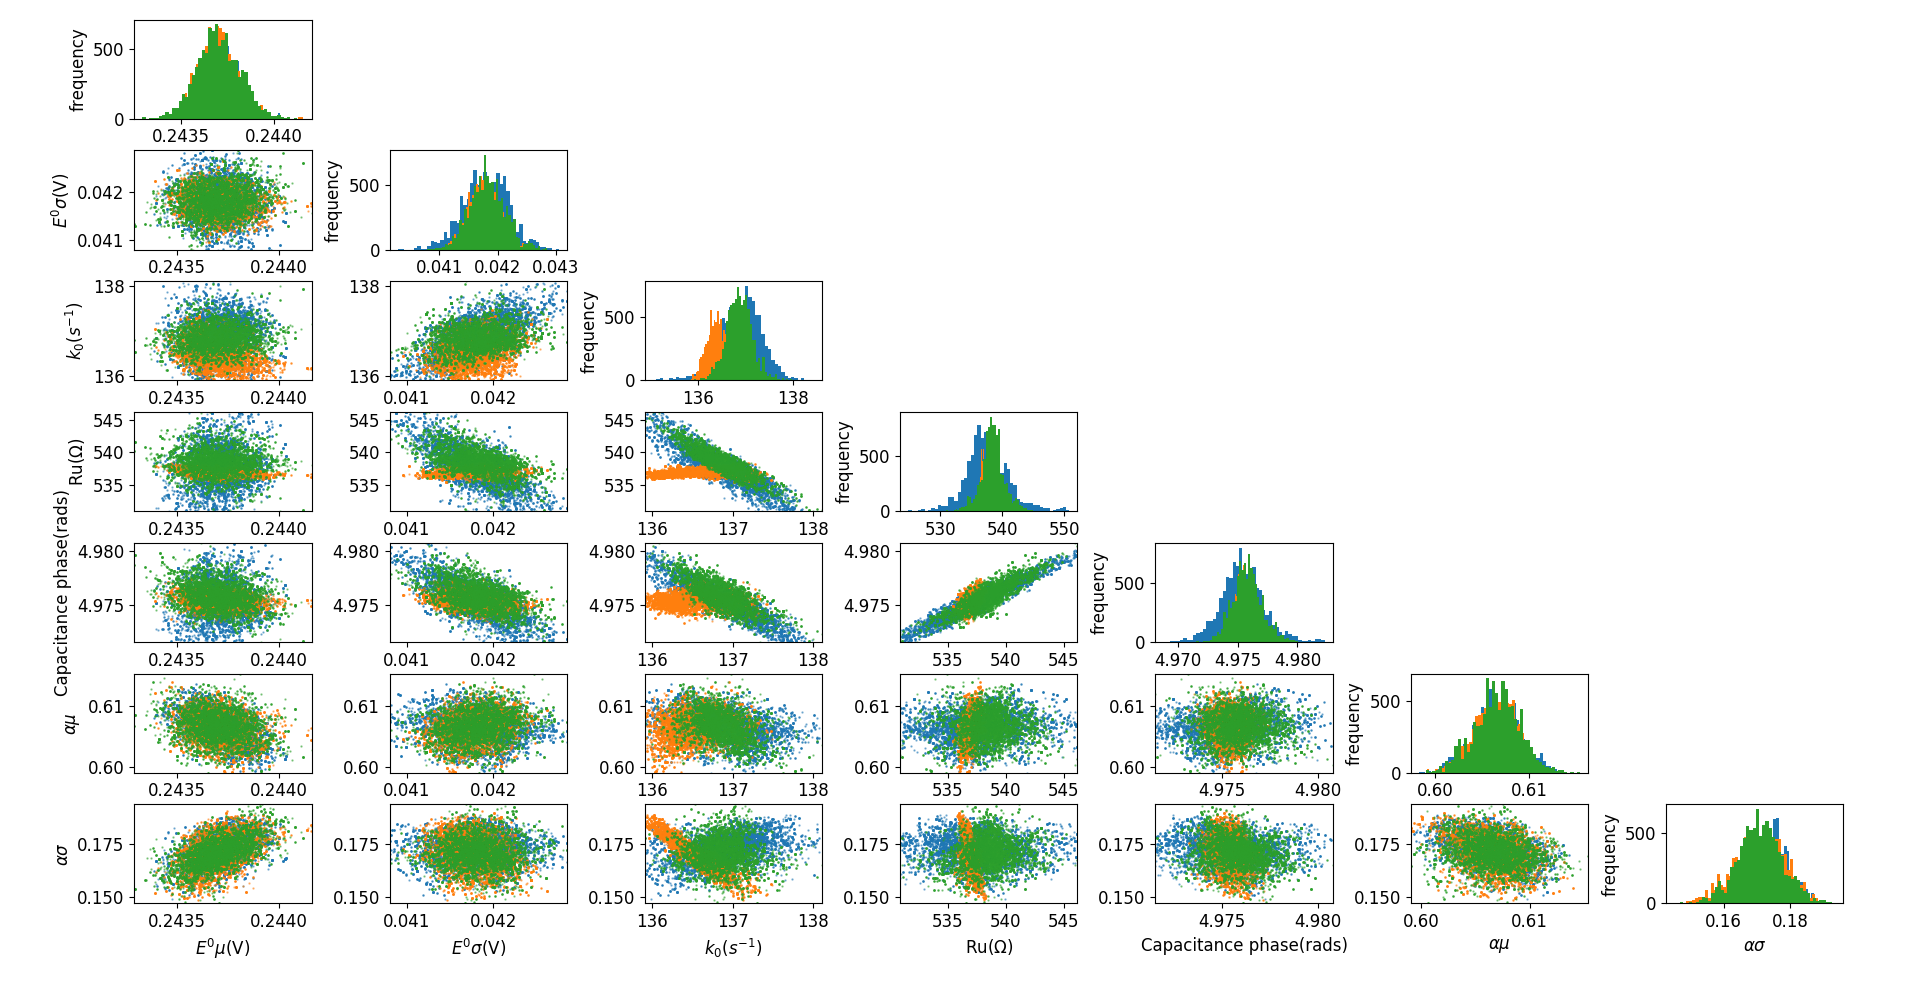 frequency
500
0
0.2435 0.2440
E⁰σ(V)
0.042
0.041
0.2435 0.2440
frequency
500
0
0.041 0.042 0.043
k₀(s⁻¹)
138
136
0.2435 0.2440
138
136
0.041 0.042
frequency
500
0
136 138
Ru(Ω)
545
540
535
0.2435 0.2440
0.041 0.042
545
540
535
136 137 138
frequency
500
0
530 540 550
Capacitance phase(rads)
4.980
4.975
0.2435 0.2440
4.980
4.975
0.041 0.042
4.980
4.975
136 137 138
4.980
4.975
535 540 545
frequency
500
0
4.970 4.975 4.980
αμ
0.61
0.60
0.2435 0.2440
0.61
0.60
0.041 0.042
0.61
0.60
136 137 138
0.61
0.60
535 540 545
0.61
0.60
4.975 4.980
frequency
500
0
0.60 0.61
ασ
0.175
0.150
0.2435 0.2440
E⁰μ(V)
0.175
0.150
0.041 0.042
E⁰σ(V)
0.175
0.150
136 137 138
k₀(s⁻¹)
0.175
0.150
535 540 545
Ru(Ω)
0.175
0.150
4.975 4.980
Capacitance phase(rads)
0.175
0.150
0.60 0.61
αμ
frequency
500
0
0.16 0.18
ασ